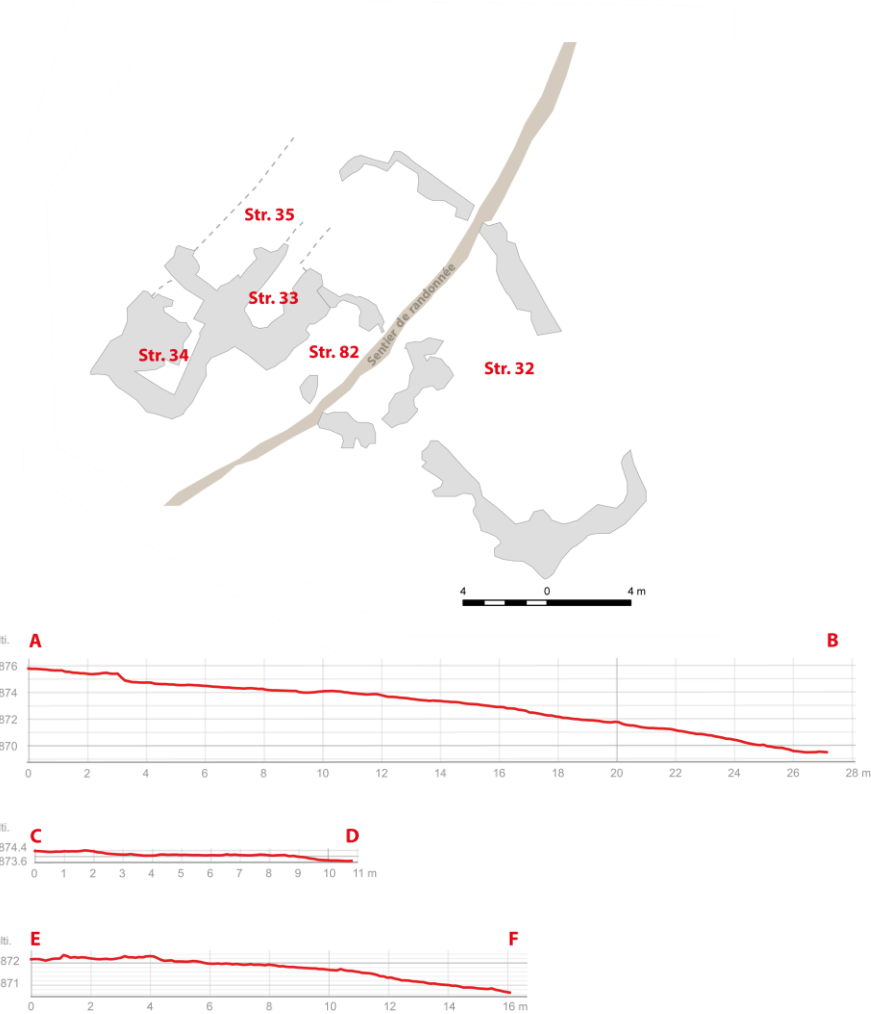 Str. 35
Str. 33
Str. 34
Str. 82
Sentier de randonnée
Str. 32
4 0 4 m
lti.
A B
876
874
872
870
0 2 4 6 8 10 12 14 16 18 20 22 24 26 28 m
lti.
C D
874.4
873.6
0 1 2 3 4 5 6 7 8 9 10 11 m
lti.
E F
872
871
0 2 4 6 8 10 12 14 16 m